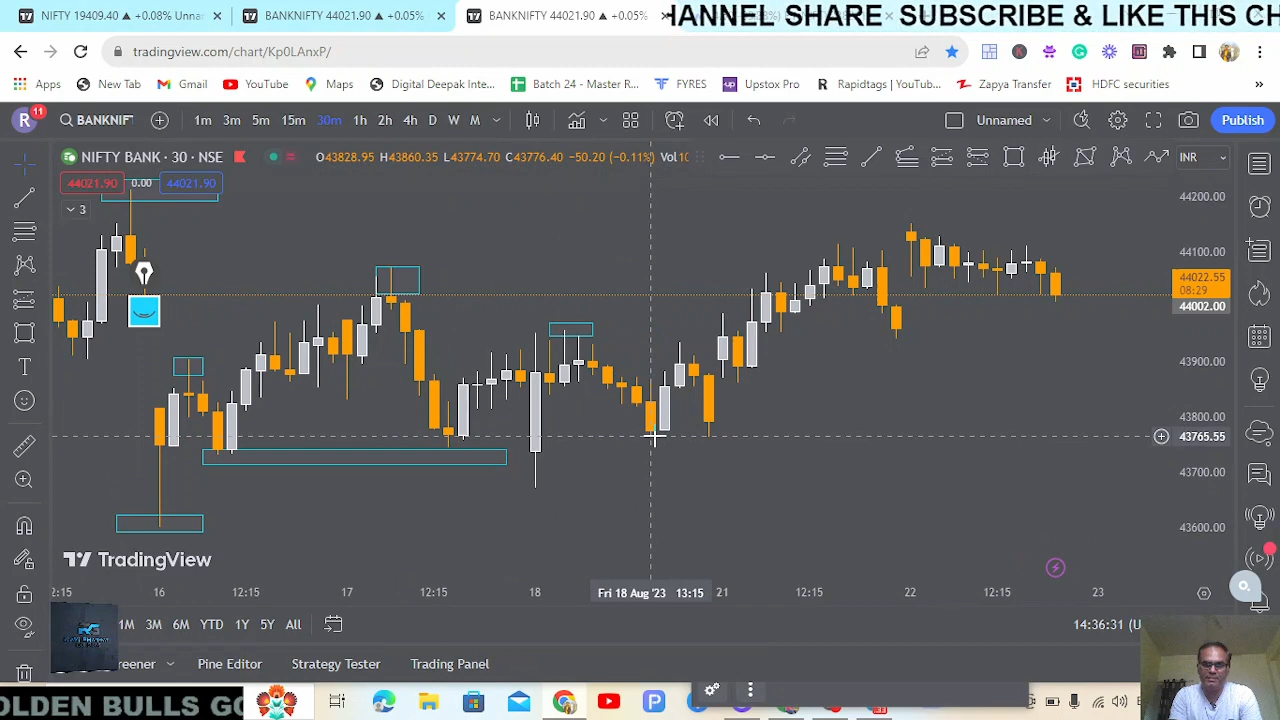 NIFTY 19409.40 ▲ +0.08% Unnar
BANKNIFTY 44021.90 ▲ +0.05%
BANKNIFTY 44021.90 ▲ +0.05%
HANNEL SHARE SUBSCRIBE & LIKE THIS CH
tradingview.com/chart/Kp0LAnxP/
Apps New Tab Gmail YouTube Maps Digital Deepak Inte... Batch 24 - Master R... FYRES Upstox Pro Rapidtags | YouTub... Zapya Transfer HDFC securities »
R 11 BANKNIFT 1m 3m 5m 15m 30m 1h 2h 4h D W M Unnamed Publish
NIFTY BANK · 30 · NSE O43828.95 H43860.35 L43774.70 C43776.40 −50.20 (−0.11%) Vol 10 INR
44021.90 0.00 44021.90
3
44200.00
44100.00
44022.55
08:29
44002.00
43900.00
43800.00
43765.55
43700.00
43600.00
TradingView
2:15 16 12:15 17 12:15 18 Fri 18 Aug '23 13:15 21 12:15 22 12:15 23
1M 3M 6M YTD 1Y 5Y All 14:36:31 (U
eener Pine Editor Strategy Tester Trading Panel
OLDEN BULLS GO